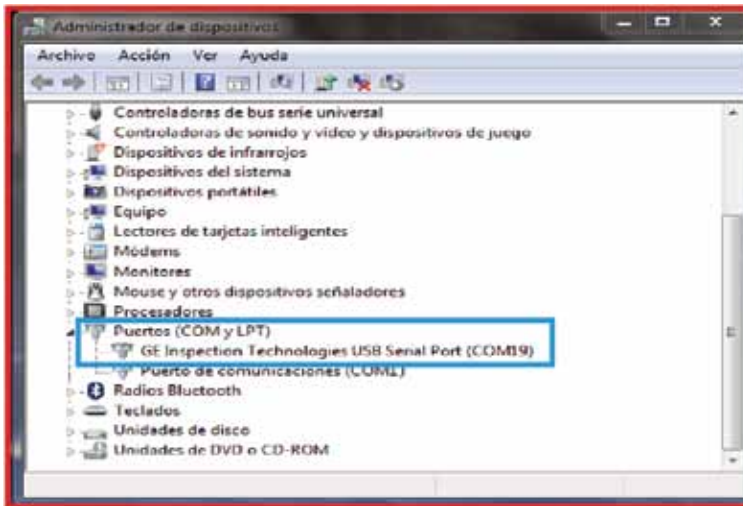 Administrador de dispositivos
Archivo Acción Ver Ayuda
Controladoras de bus serie universal
Controladoras de sonido y vídeo y dispositivos de juego
Dispositivos de infrarrojos
Dispositivos del sistema
Dispositivos portátiles
Equipo
Lectores de tarjetas inteligentes
Módems
Monitores
Mouse y otros dispositivos señaladores
Procesadores
Puertos (COM y LPT)
GE Inspection Technologies USB Serial Port (COM19)
Puerto de comunicaciones (COM1)
Radios Bluetooth
Teclados
Unidades de disco
Unidades de DVD o CD-ROM